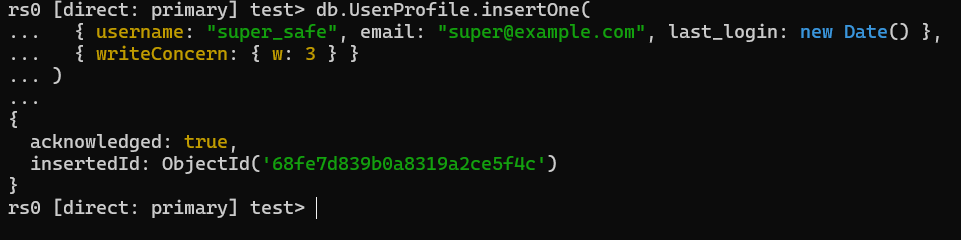 rs0 [direct: primary] test> db.UserProfile.insertOne(
...   { username: "super_safe", email: "super@example.com", last_login: new Date() },
...   { writeConcern: { w: 3 } }
... )
...
{
  acknowledged: true,
  insertedId: ObjectId('68fe7d839b0a8319a2ce5f4c')
}
rs0 [direct: primary] test>